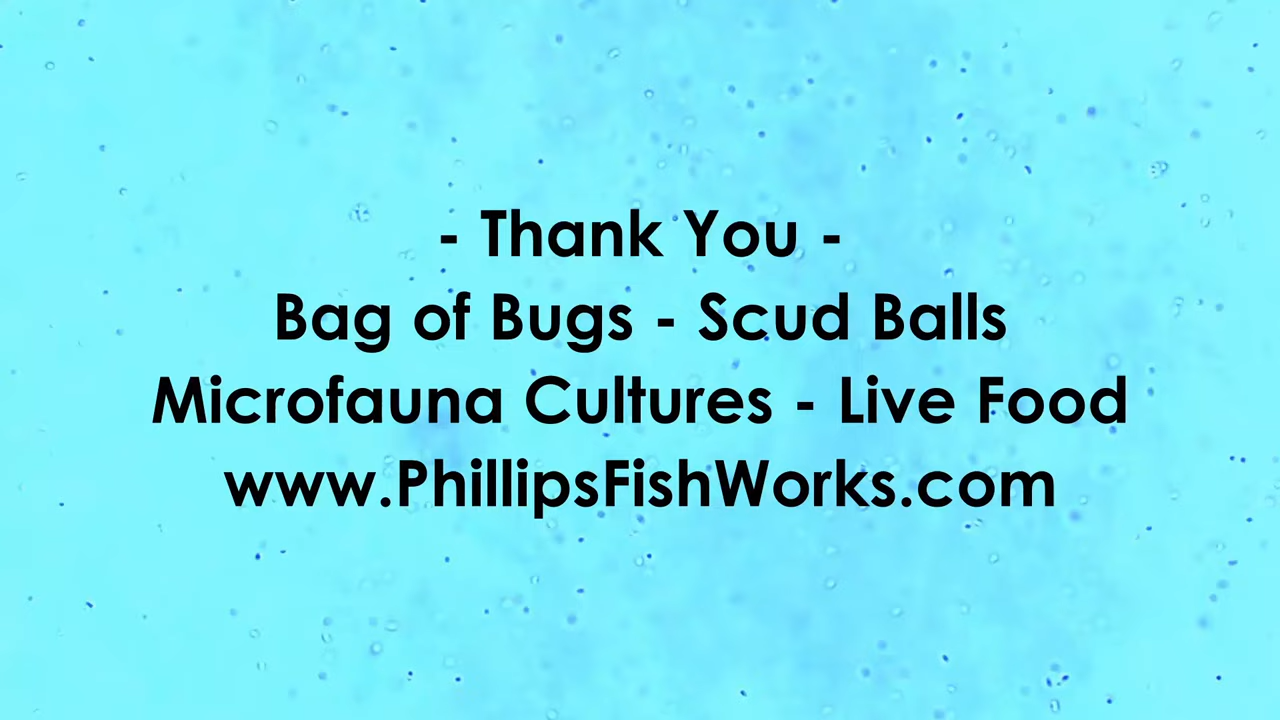 - Thank You -
Bag of Bugs - Scud Balls
Microfauna Cultures - Live Food
www.PhillipsFishWorks.com